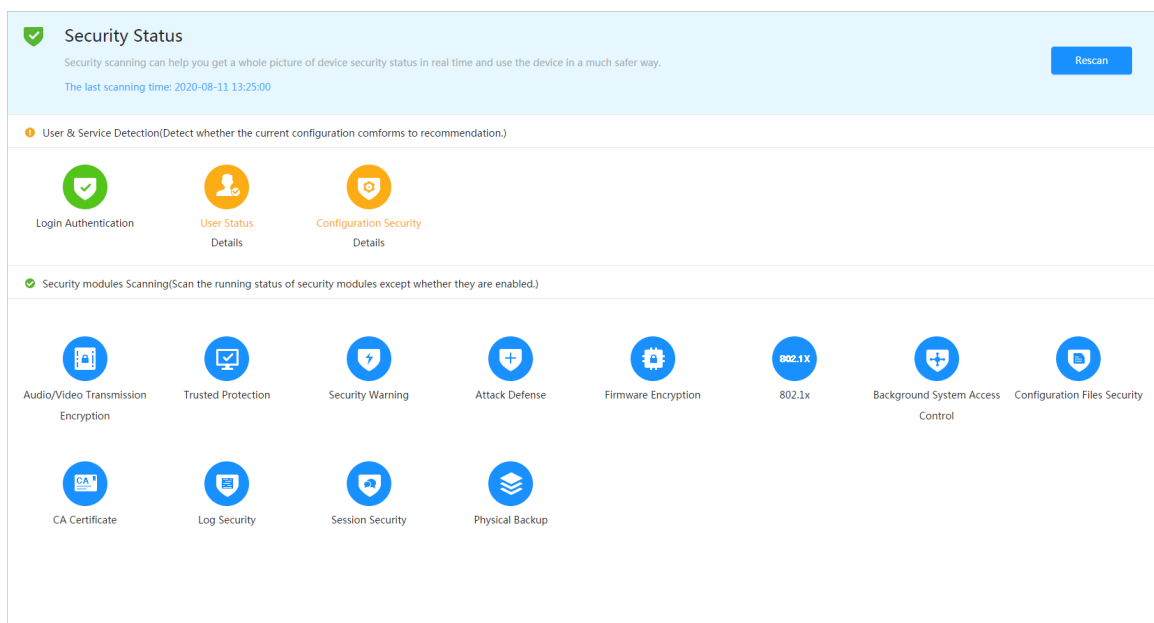 Security Status
Security scanning can help you get a whole picture of device security status in real time and use the device in a much safer way.
Rescan
The last scanning time: 2020-08-11 13:25:00
User & Service Detection(Detect whether the current configuration comforms to recommendation.)
Login Authentication
User Status
Configuration Security
Details
Details
Security modules Scanning(Scan the running status of security modules except whether they are enabled.)
802.1X
Audio/Video Transmission
Encryption
Trusted Protection
Security Warning
Attack Defense
Firmware Encryption
802.1x
Background System Access
Control
Configuration Files Security
CA
CA Certificate
Log Security
Session Security
Physical Backup